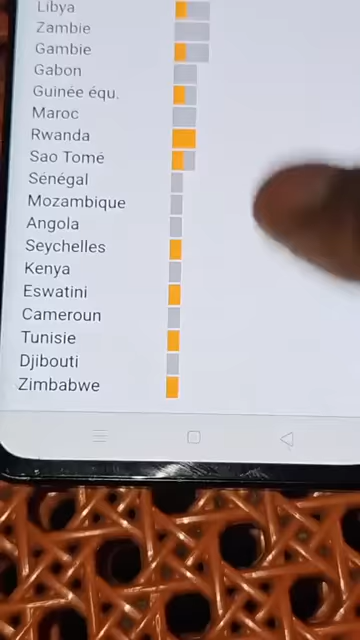 Libye
Zambie
Gambie
Gabon
Guinée équ.
Maroc
Rwanda
Sao Tomé
Sénégal
Mozambique
Angola
Seychelles
Kenya
Eswatini
Cameroun
Tunisie
Djibouti
Zimbabwe